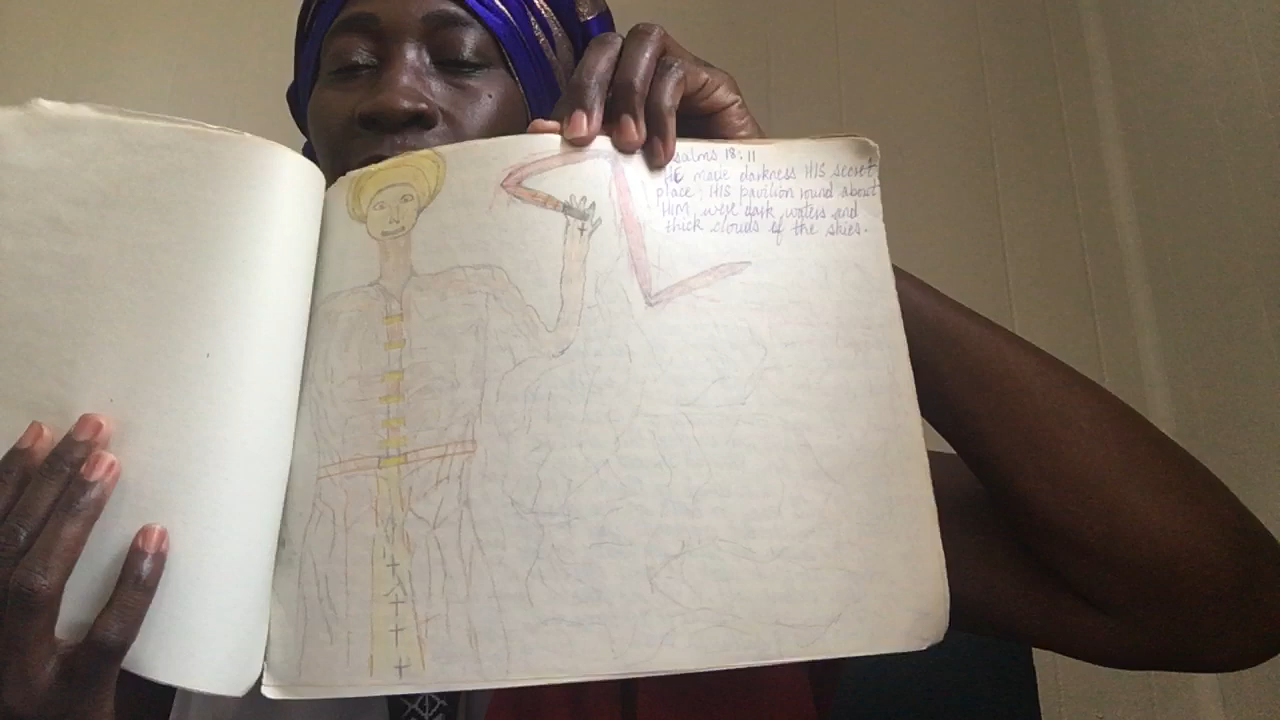 Psalms 18:11
HE made darkness HIS secret
place; HIS pavilion round about
HIM were dark waters and
thick clouds of the skies.